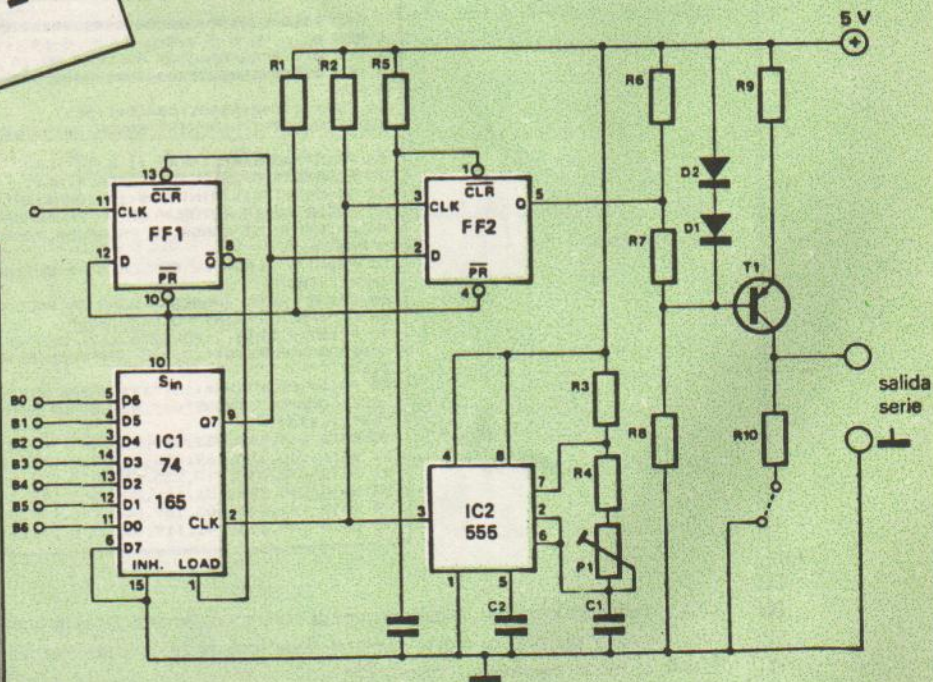 5 V
+
R1
R2
R5
R6
R9
D2
D1
13
CLR
11
CLK
FF1
8
Q
12
D
PR
10
1
CLR
3
CLK
FF2
Q
5
2
D
PR
4
R7
T1
10
Sin
B0 5 D6
B1 4 D5
B2 3 D4
B3 14 D3
B4 13 D2
B5 12 D1
B6 11 D0
6 D7
Q7 9
IC1
74
165
CLK 2
INH. LOAD
15
1
4
8
3
IC2
555
7
2
6
1
5
R3
R4
P1
C2
C1
R8
R10
salida
serie